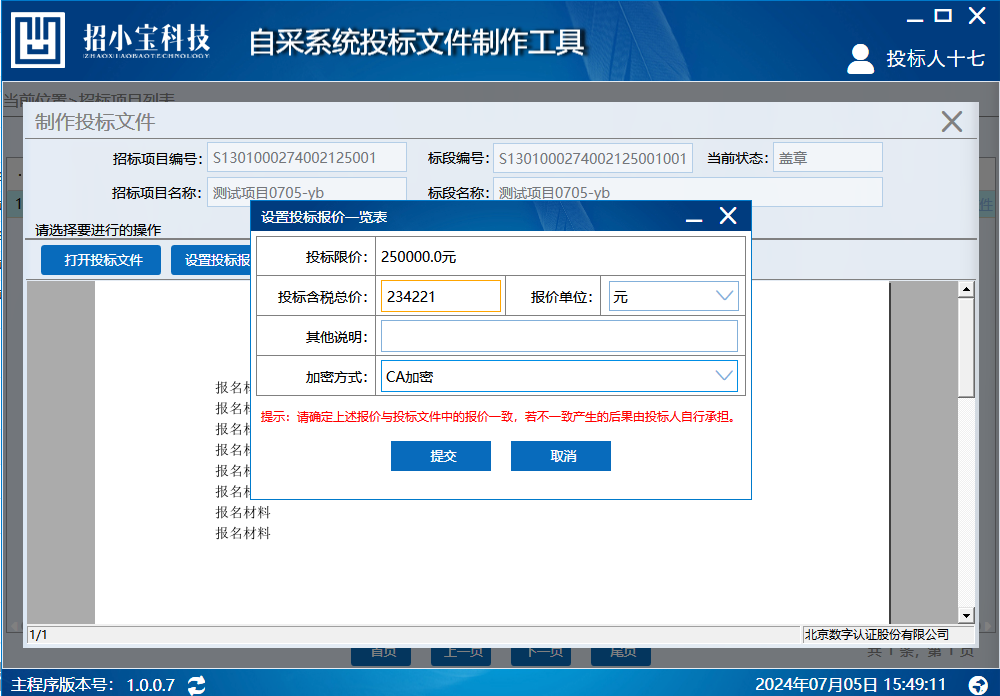 招小宝科技
ZHAOXIAOBAOTECHNOLOGY
自采系统投标文件制作工具
投标人十七
当前位置>招标项目列表
制作投标文件
招标项目编号: S1301000274002125001 标段编号: S1301000274002125001001 当前状态: 盖章
招标项目名称: 测试项目0705-yb 标段名称: 测试项目0705-yb
请选择要进行的操作
打开投标文件 设置投标报
设置投标报价一览表
投标限价: 250000.0元
投标含税总价: 234221 报价单位: 元
其他说明:
加密方式: CA加密
提示：请确定上述报价与投标文件中的报价一致，若不一致产生的后果由投标人自行承担。
提交 取消
报名材
报名材
报名材
报名材
报名材
报名材
报名材料
报名材料
1/1 北京数字认证股份有限公司
首页 上一页 下一页 尾页 共 1 条, 第 1 页
主程序版本号: 1.0.0.7 2024年07月05日 15:49:11